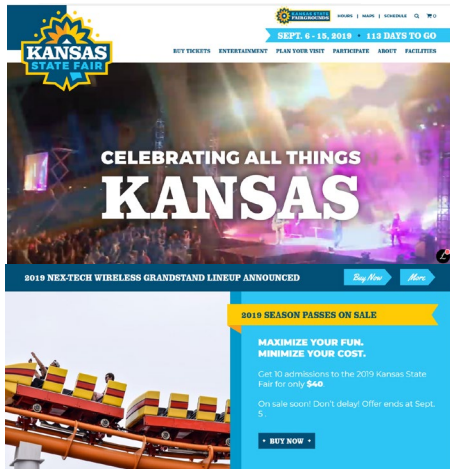 KANSAS STATE
FAIRGROUNDS
HOURS | MAPS | SCHEDULE
0
SEPT. 6 - 15, 2019 • 113 DAYS TO GO
KANSAS
STATE FAIR
BUY TICKETS ENTERTAINMENT PLAN YOUR VISIT PARTICIPATE ABOUT FACILITIES
CELEBRATING ALL THINGS
KANSAS
2019 NEX-TECH WIRELESS GRANDSTAND LINEUP ANNOUNCED
Buy Now
More
2019 SEASON PASSES ON SALE
MAXIMIZE YOUR FUN.
MINIMIZE YOUR COST.
Get 10 admissions to the 2019 Kansas State
Fair for only $40.
On sale soon! Don't delay! Offer ends at Sept.
5 .
• BUY NOW •